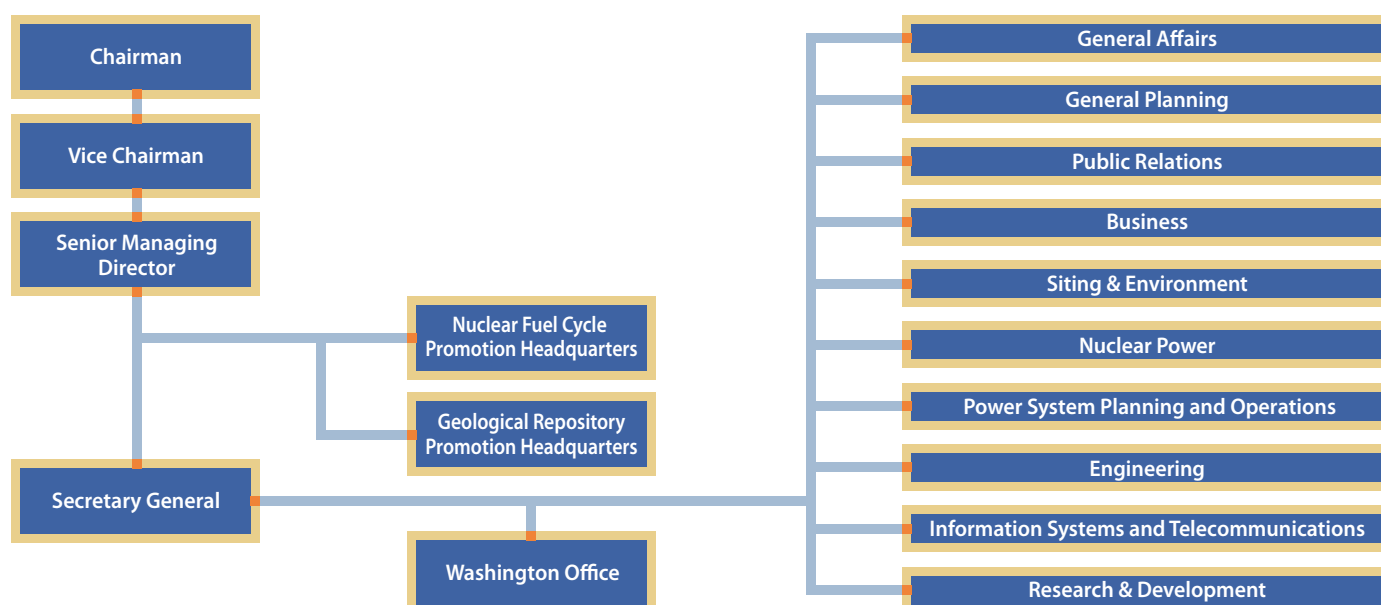 Chairman
Vice Chairman
Senior Managing
Director
Nuclear Fuel Cycle
Promotion Headquarters
Geological Repository
Promotion Headquarters
Secretary General
Washington Office
General Affairs
General Planning
Public Relations
Business
Siting & Environment
Nuclear Power
Power System Planning and Operations
Engineering
Information Systems and Telecommunications
Research & Development